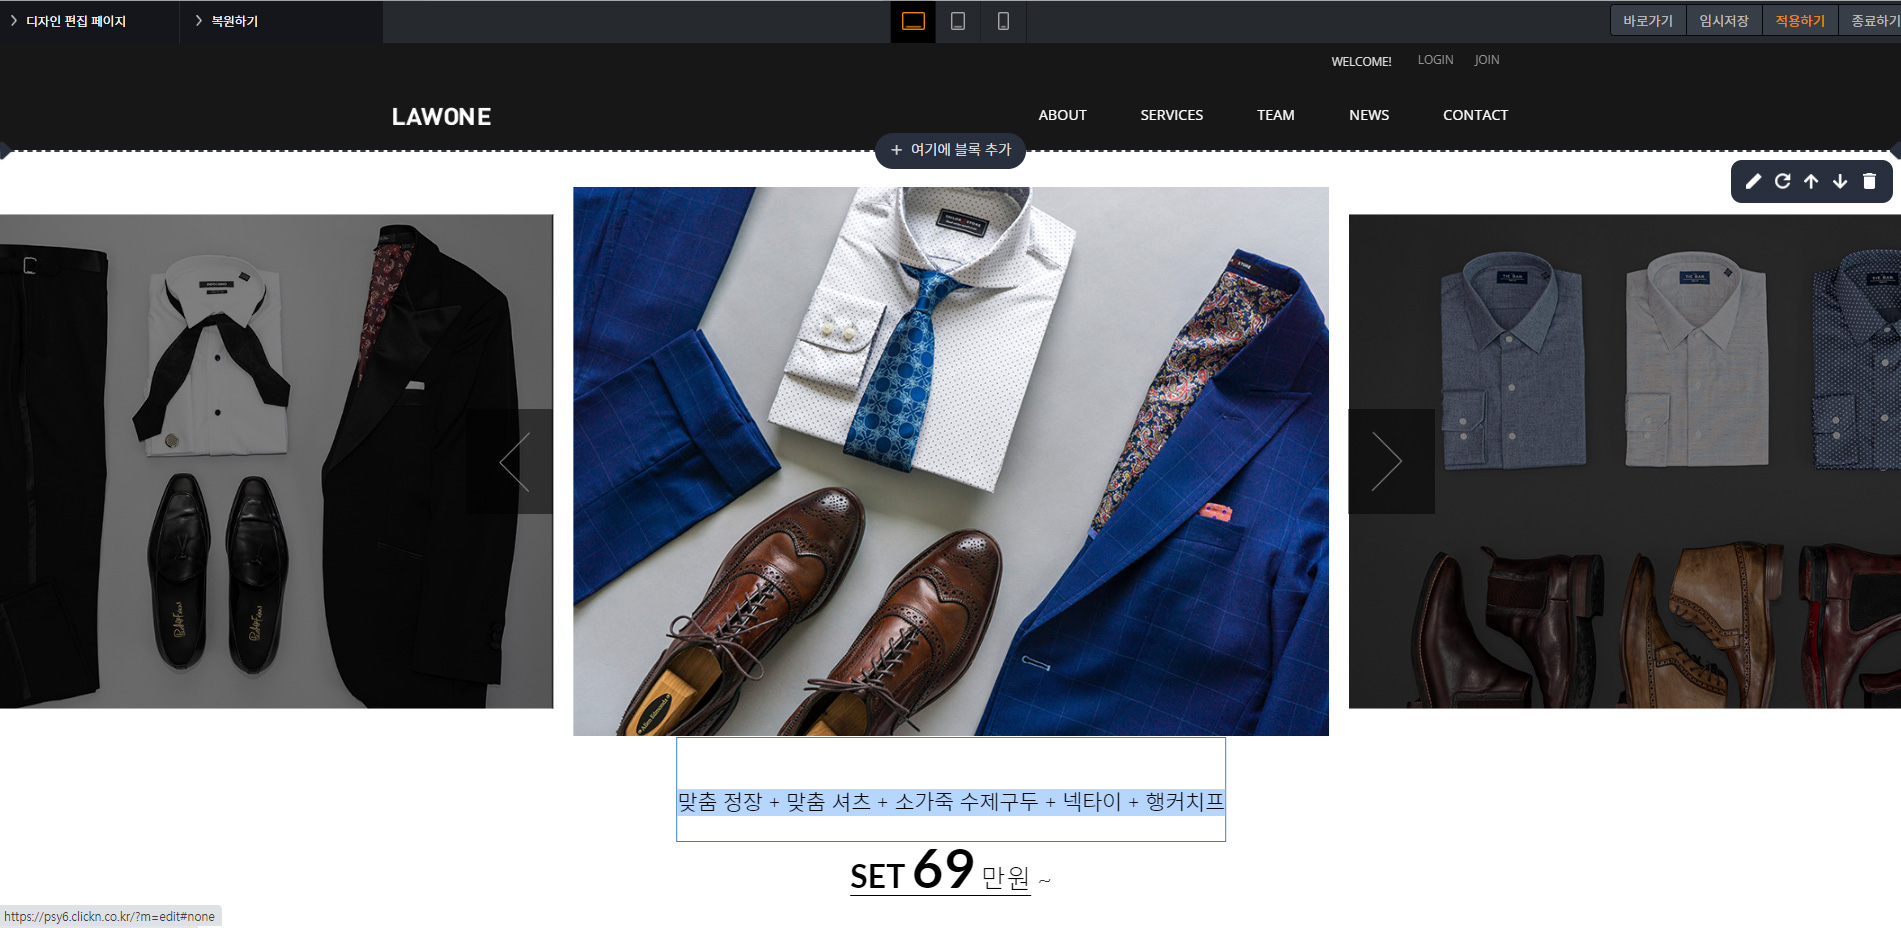 디자인 편집 페이지
복원하기
바로가기
임시저장
적용하기
종료하기
WELCOME! LOGIN JOIN
LAWONE
ABOUT SERVICES TEAM NEWS CONTACT
+ 여기에 블록 추가
맞춤 정장 + 맞춤 셔츠 + 소가죽 수제구두 + 넥타이 + 행커치프
SET 69 만원 ~
https://psy6.clickn.co.kr/?m=edit#none